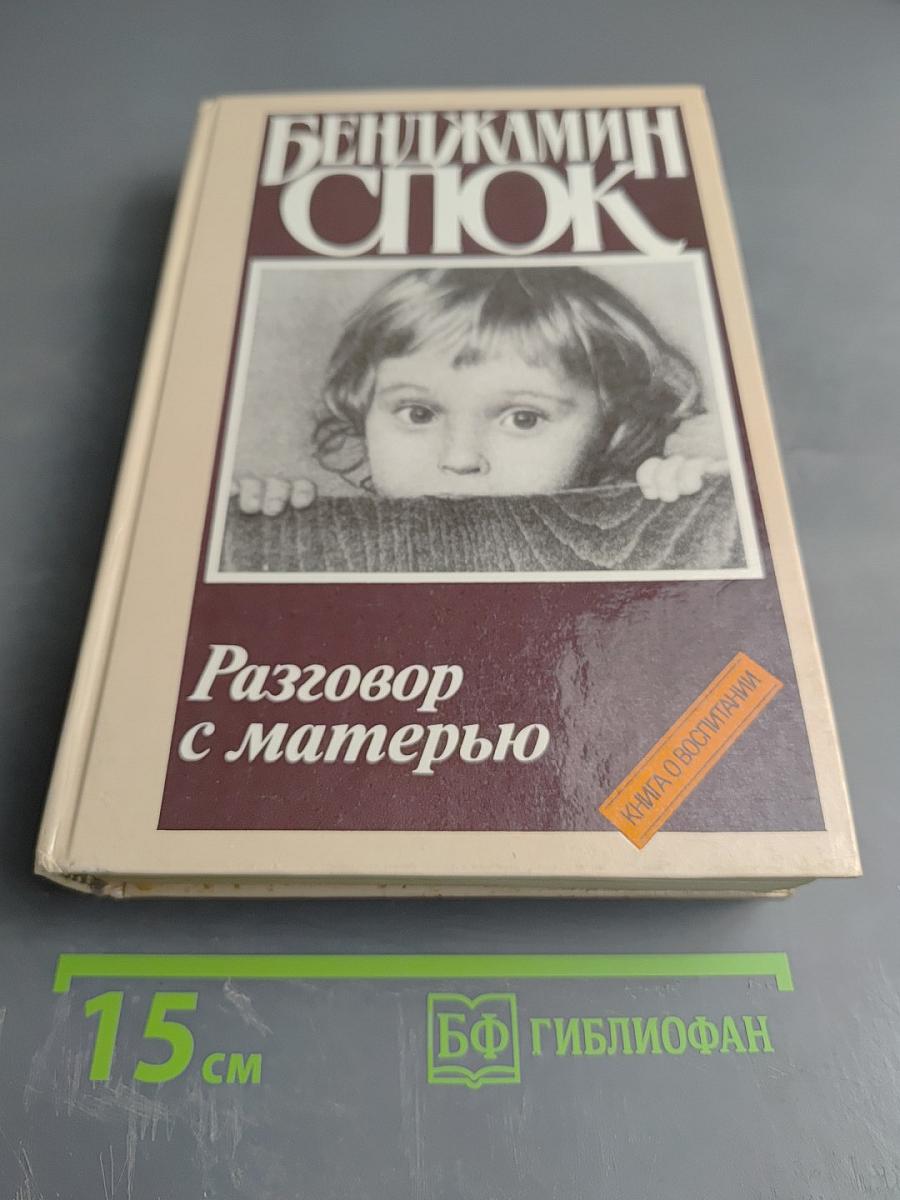 БЕНДЖАМИН
СПОК
Разговор
с матерью
КНИГА О ВОСПИТАНИИ
15 см
БФ ГИБЛИОФАН